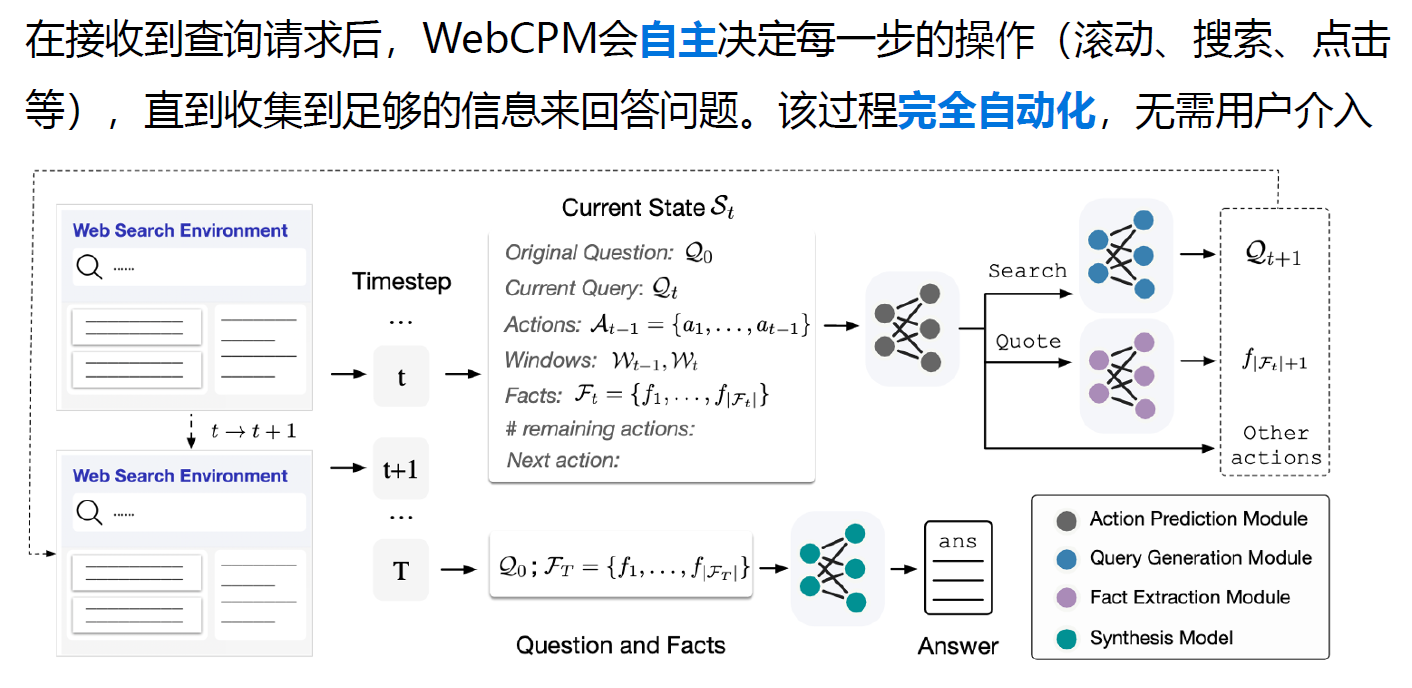 在接收到查询请求后，WebCPM会自主决定每一步的操作（滚动、搜索、点击
等），直到收集到足够的信息来回答问题。该过程完全自动化，无需用户介入
Web Search Environment
......
t → t + 1
Web Search Environment
......
Timestep
...
t
t+1
...
T
Current State 𝒮ₜ
Original Question: 𝒬₀
Current Query: 𝒬ₜ
Actions: 𝒜ₜ₋₁ = {a₁, . . . , aₜ₋₁}
Windows: 𝒲ₜ₋₁, 𝒲ₜ
Facts: ℱₜ = {f₁, . . . , f_|ℱₜ|}
# remaining actions:
Next action:
Search
Quote
𝒬ₜ₊₁
f_|ℱₜ|+1
Other
actions
𝒬₀ ; ℱ_T = {f₁, . . . , f_|ℱ_T|}
Question and Facts
ans
Answer
Action Prediction Module
Query Generation Module
Fact Extraction Module
Synthesis Model